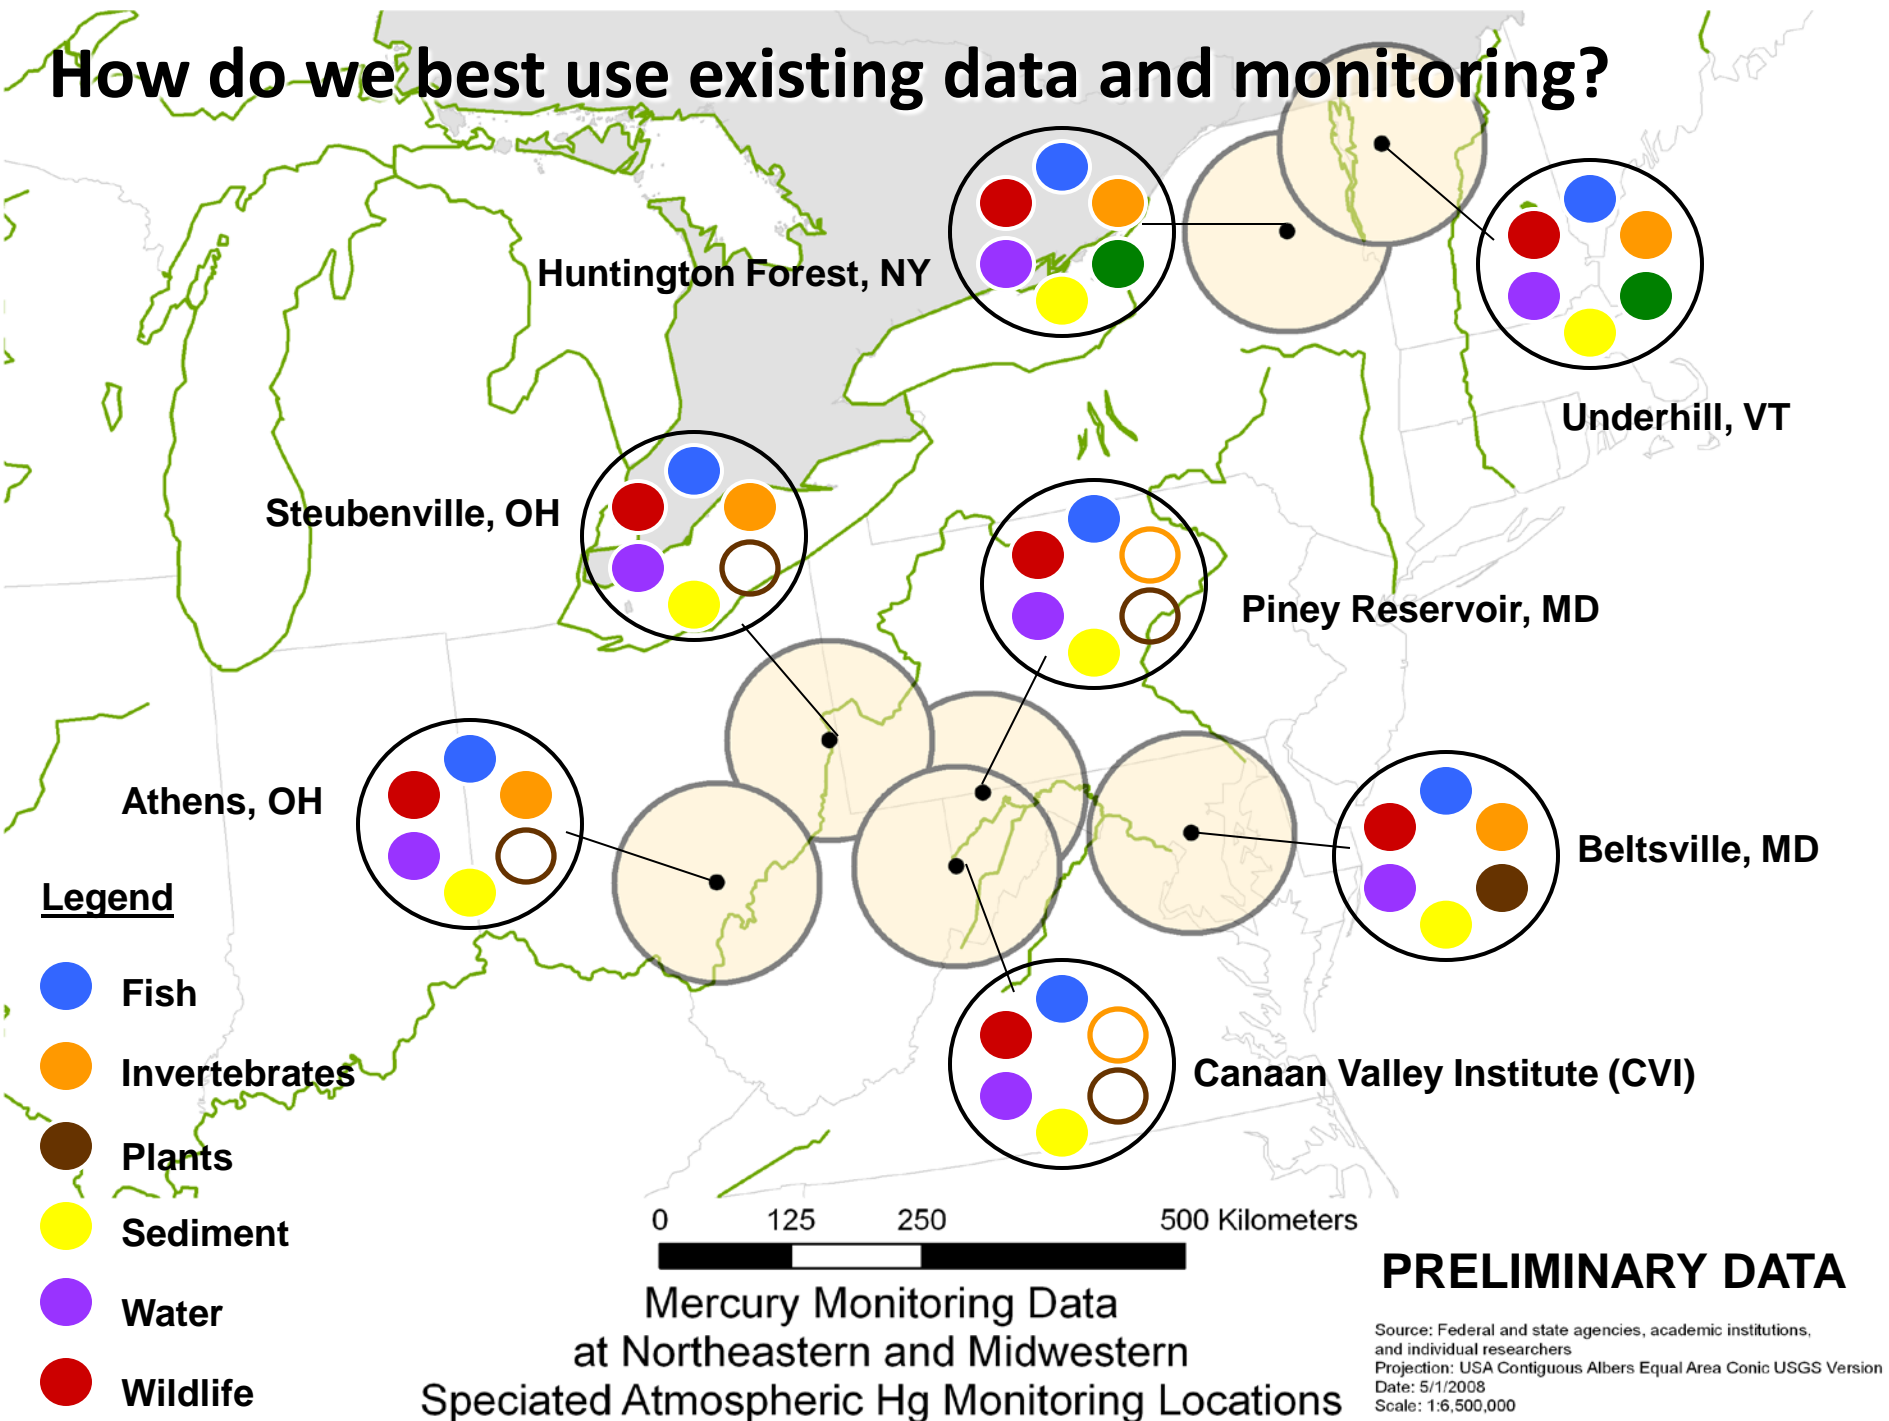 How do we best use existing data and monitoring?
Huntington Forest, NY
Underhill, VT
Steubenville, OH
Piney Reservoir, MD
Athens, OH
Beltsville, MD
Canaan Valley Institute (CVI)
Legend
Fish
Invertebrates
Plants
Sediment
Water
Wildlife
0 125 250 500 Kilometers
Mercury Monitoring Data
at Northeastern and Midwestern
Speciated Atmospheric Hg Monitoring Locations
PRELIMINARY DATA
Source: Federal and state agencies, academic institutions,
and individual researchers
Projection: USA Contiguous Albers Equal Area Conic USGS Version
Date: 5/1/2008
Scale: 1:6,500,000